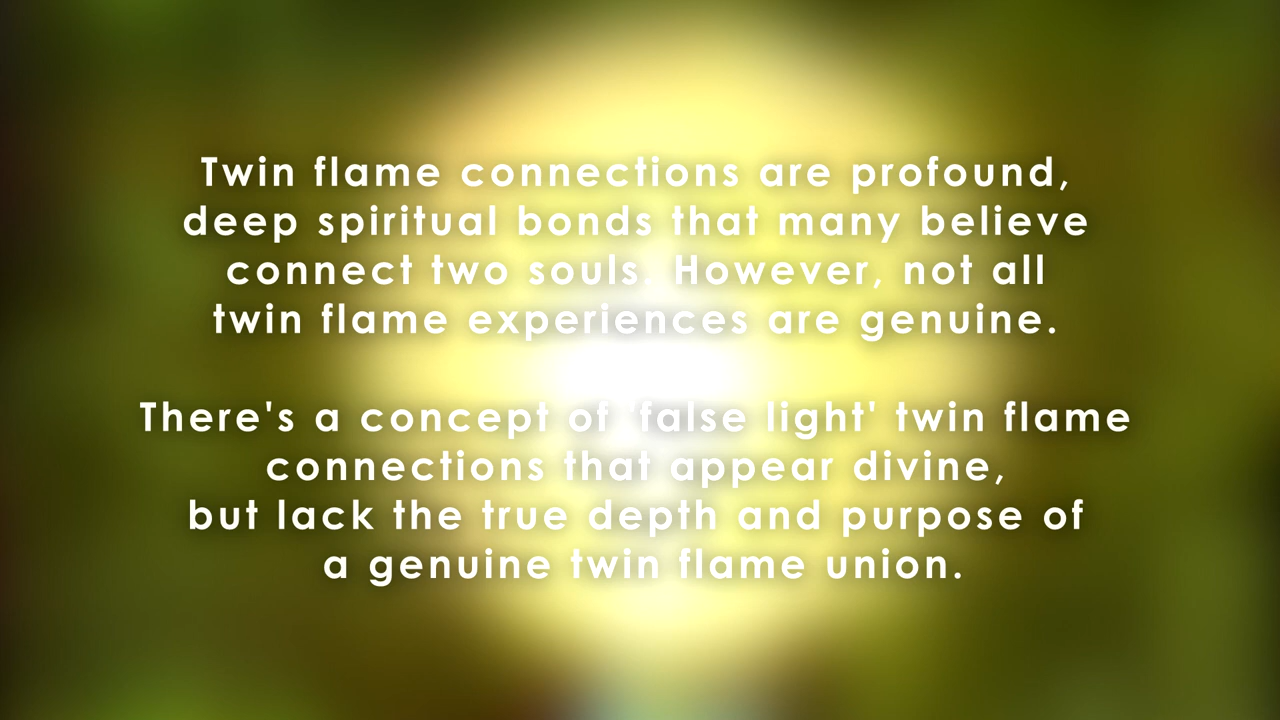 Twin flame connections are profound,
deep spiritual bonds that many believe
connect two souls. However, not all
twin flame experiences are genuine.
There's a concept of 'false light' twin flame
connections that appear divine,
but lack the true depth and purpose of
a genuine twin flame union.